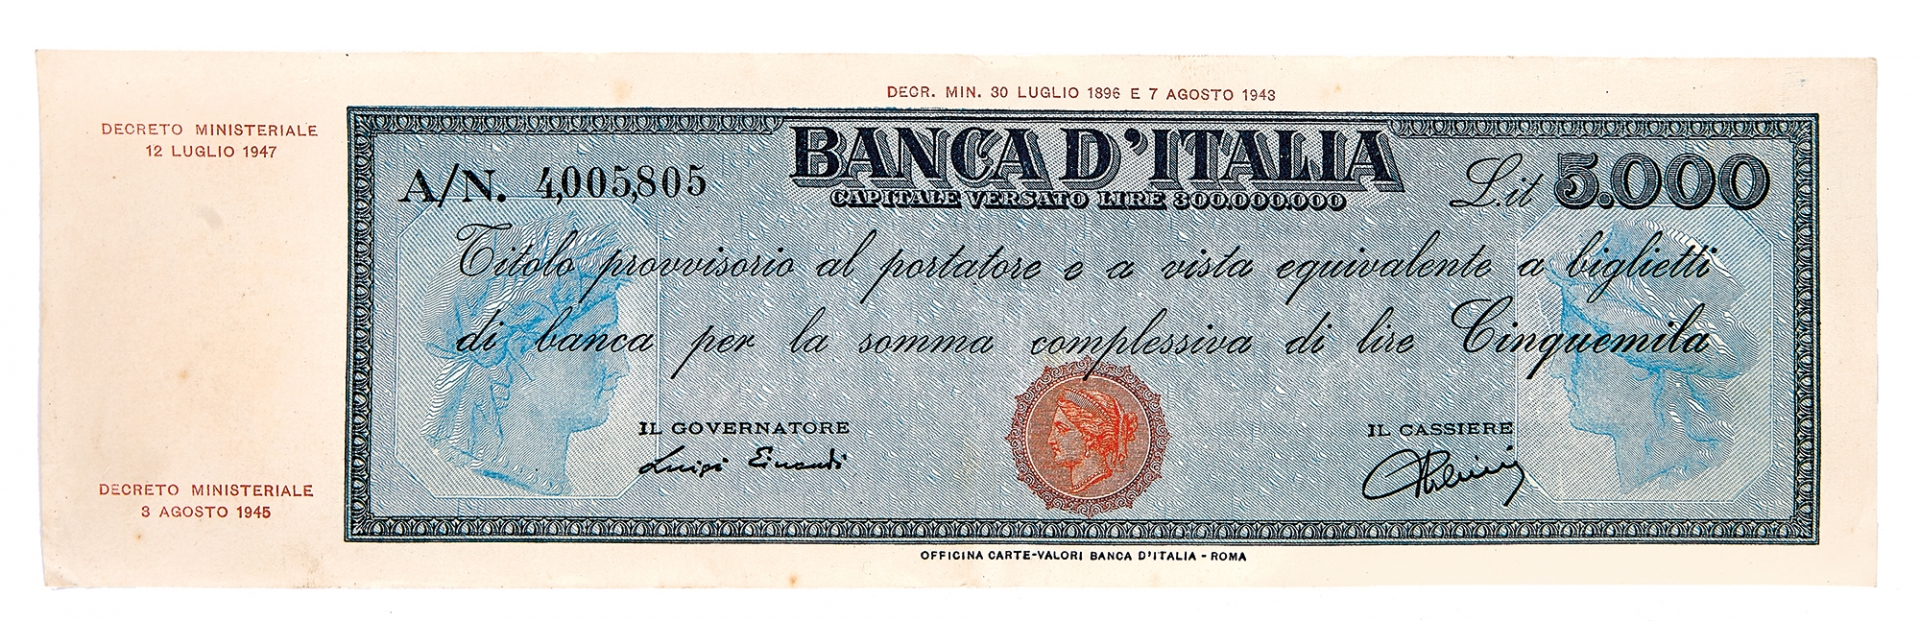 DECR. MIN. 30 LUGLIO 1896 E 7 AGOSTO 1943
DECRETO MINISTERIALE
12 LUGLIO 1947
BANCA D'ITALIA
CAPITALE VERSATO LIRE 300.000.000
A/N. 4,005,805
L.it 5.000
Titolo provvisorio al portatore e a vista equivalente a biglietti
di banca per la somma complessiva di lire Cinquemila
IL GOVERNATORE
Luigi Einaudi
IL CASSIERE
DECRETO MINISTERIALE
3 AGOSTO 1945
OFFICINA CARTE-VALORI BANCA D'ITALIA - ROMA